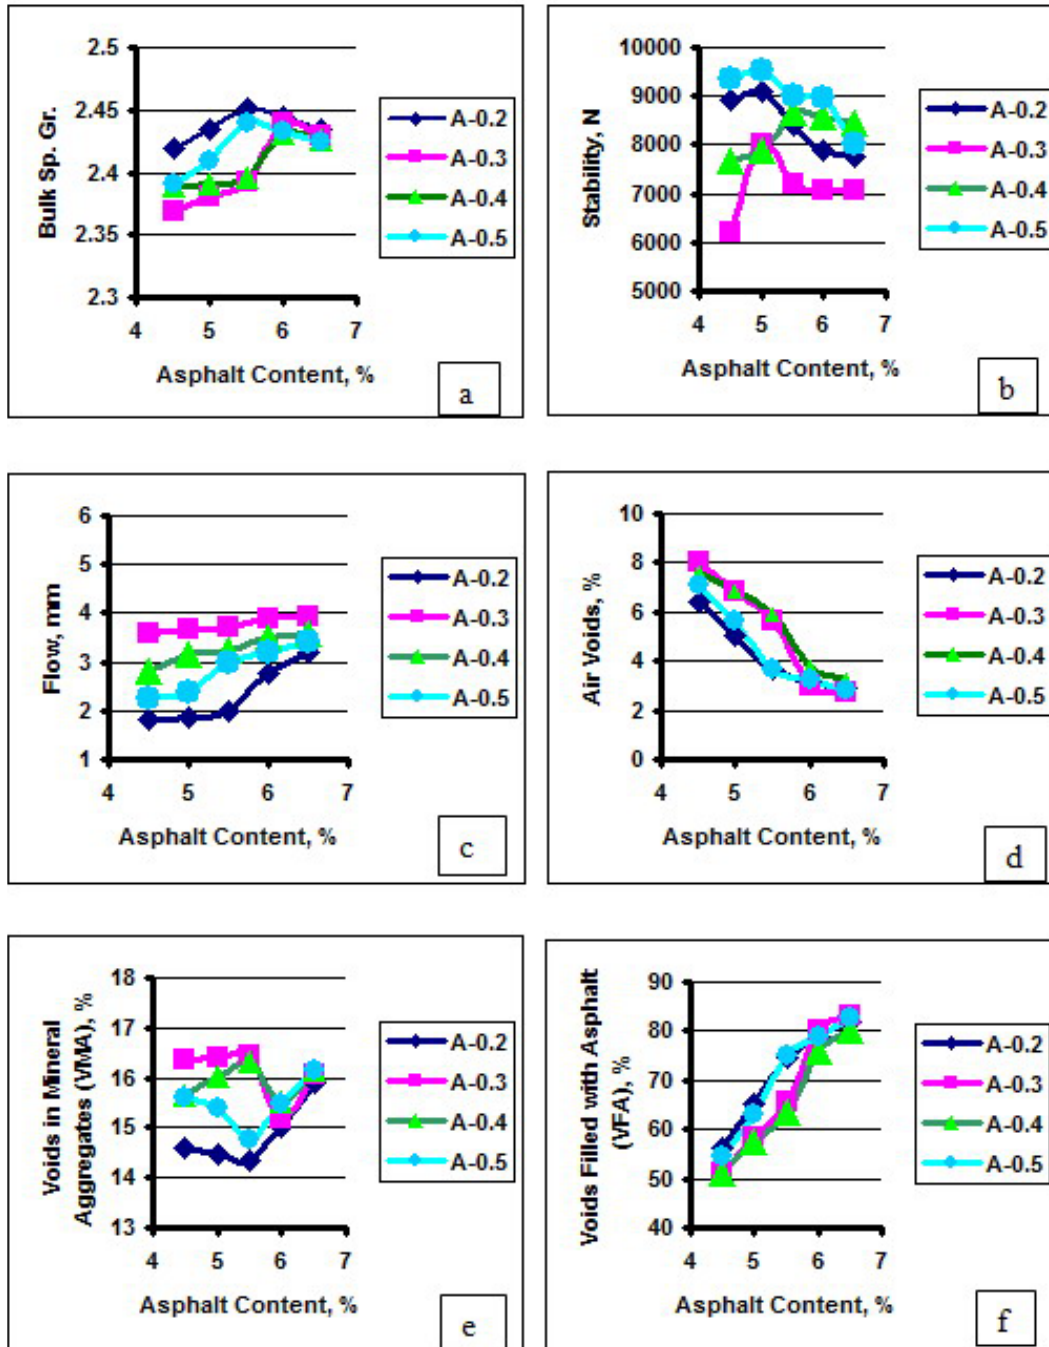 2.5
2.45
2.4
2.35
2.3
Bulk Sp. Gr.
4 5 6 7
Asphalt Content, %
A-0.2
A-0.3
A-0.4
A-0.5
a
10000
9000
8000
7000
6000
5000
Stability, N
4 5 6 7
Asphalt Content, %
A-0.2
A-0.3
A-0.4
A-0.5
b
6
5
4
3
2
1
Flow, mm
4 5 6 7
Asphalt Content, %
A-0.2
A-0.3
A-0.4
A-0.5
c
10
8
6
4
2
0
Air Voids, %
4 5 6 7
Asphalt Content, %
A-0.2
A-0.3
A-0.4
A-0.5
d
18
17
16
15
14
13
Voids in Mineral
Aggregates (VMA), %
4 5 6 7
Asphalt Content, %
A-0.2
A-0.3
A-0.4
A-0.5
e
90
80
70
60
50
40
Voids Filled with Asphalt
(VFA), %
4 5 6 7
Asphalt Content, %
A-0.2
A-0.3
A-0.4
A-0.5
f